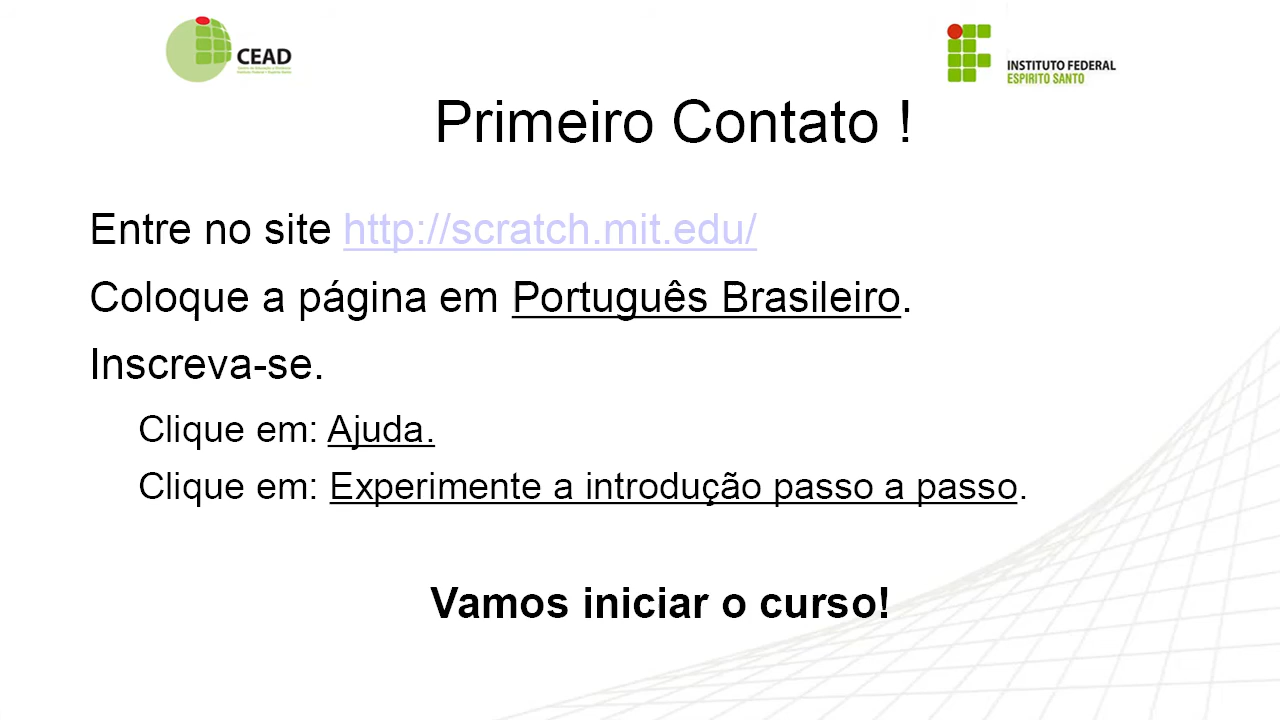 CEAD
INSTITUTO FEDERAL
ESPIRITO SANTO
Primeiro Contato !
Entre no site http://scratch.mit.edu/
Coloque a página em Português Brasileiro.
Inscreva-se.
Clique em: Ajuda.
Clique em: Experimente a introdução passo a passo.
Vamos iniciar o curso!